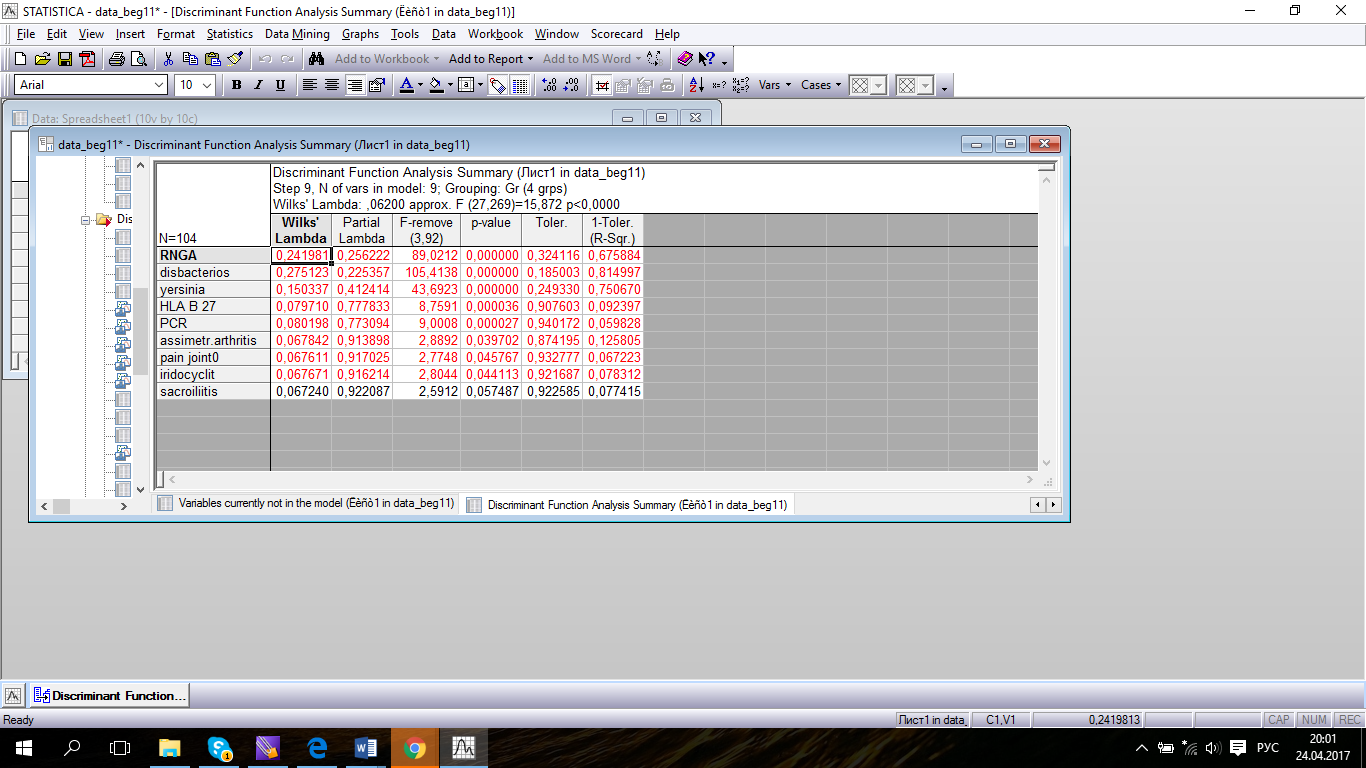 STATISTICA - data_beg11* - [Discriminant Function Analysis Summary (Ëèñò1 in data_beg11)]
File Edit View Insert Format Statistics Data Mining Graphs Tools Data Workbook Window Scorecard Help
Add to Workbook Add to Report Add to MS Word
Arial 10 B I U A Vars Cases
Data: Spreadsheet1 (10v by 10c)
data_beg11* - Discriminant Function Analysis Summary (Лист1 in data_beg11)
Dis
Discriminant Function Analysis Summary (Лист1 in data_beg11)
Step 9, N of vars in model: 9; Grouping: Gr (4 grps)
Wilks' Lambda: ,06200 approx. F (27,269)=15,872 p<0,0000
N=104 Wilks' Lambda Partial Lambda F-remove (3,92) p-value Toler. 1-Toler. (R-Sqr.)
RNGA 0,241981 0,256222 89,0212 0,000000 0,324116 0,675884
disbacterios 0,275123 0,225357 105,4138 0,000000 0,185003 0,814997
yersinia 0,150337 0,412414 43,6923 0,000000 0,249330 0,750670
HLA B 27 0,079710 0,777833 8,7591 0,000036 0,907603 0,092397
PCR 0,080198 0,773094 9,0008 0,000027 0,940172 0,059828
assimetr.arthritis 0,067842 0,913898 2,8892 0,039702 0,874195 0,125805
pain joint0 0,067611 0,917025 2,7748 0,045767 0,932777 0,067223
iridocyclit 0,067671 0,916214 2,8044 0,044113 0,921687 0,078312
sacroiliitis 0,067240 0,922087 2,5912 0,057487 0,922585 0,077415
Variables currently not in the model (Ëèñò1 in data_beg11) Discriminant Function Analysis Summary (Ëèñò1 in data_beg11)
Discriminant Function...
Ready Лист1 in data_ C1,V1 0,2419813 CAP NUM REC
РУС 20:01
24.04.2017